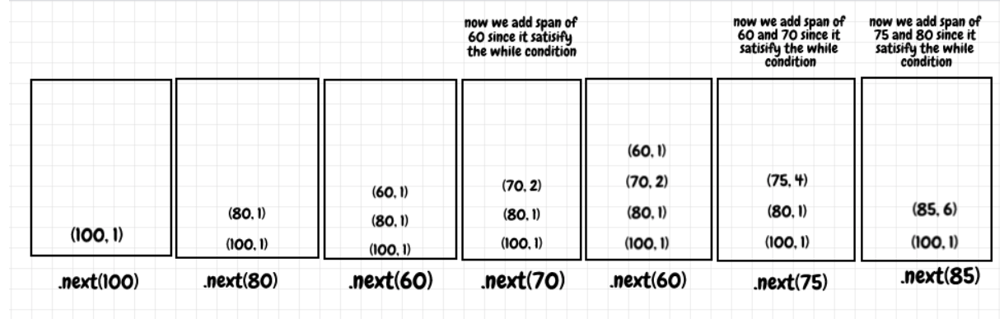 now we add span of
60 since it satisify
the while condition
now we add span of
60 and 70 since it
satisify the while
condition
now we add span of
75 and 80 since it
satisify the while
condition
(100, 1)
.next(100)
(80, 1)
(100, 1)
.next(80)
(60, 1)
(80, 1)
(100, 1)
.next(60)
(70, 2)
(80, 1)
(100, 1)
.next(70)
(60, 1)
(70, 2)
(80, 1)
(100, 1)
.next(60)
(75, 4)
(80, 1)
(100, 1)
.next(75)
(85, 6)
(100, 1)
.next(85)